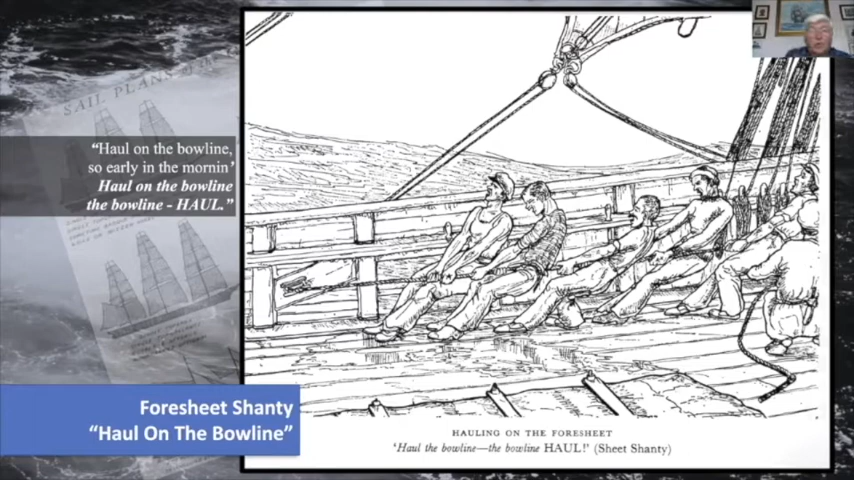 SAIL PLANS
“Haul on the bowline,
so early in the mornin’
Haul on the bowline
the bowline - HAUL.”
Foresheet Shanty
“Haul On The Bowline”
HAULING ON THE FORESHEET
‘Haul the bowline—the bowline HAUL!’ (Sheet Shanty)